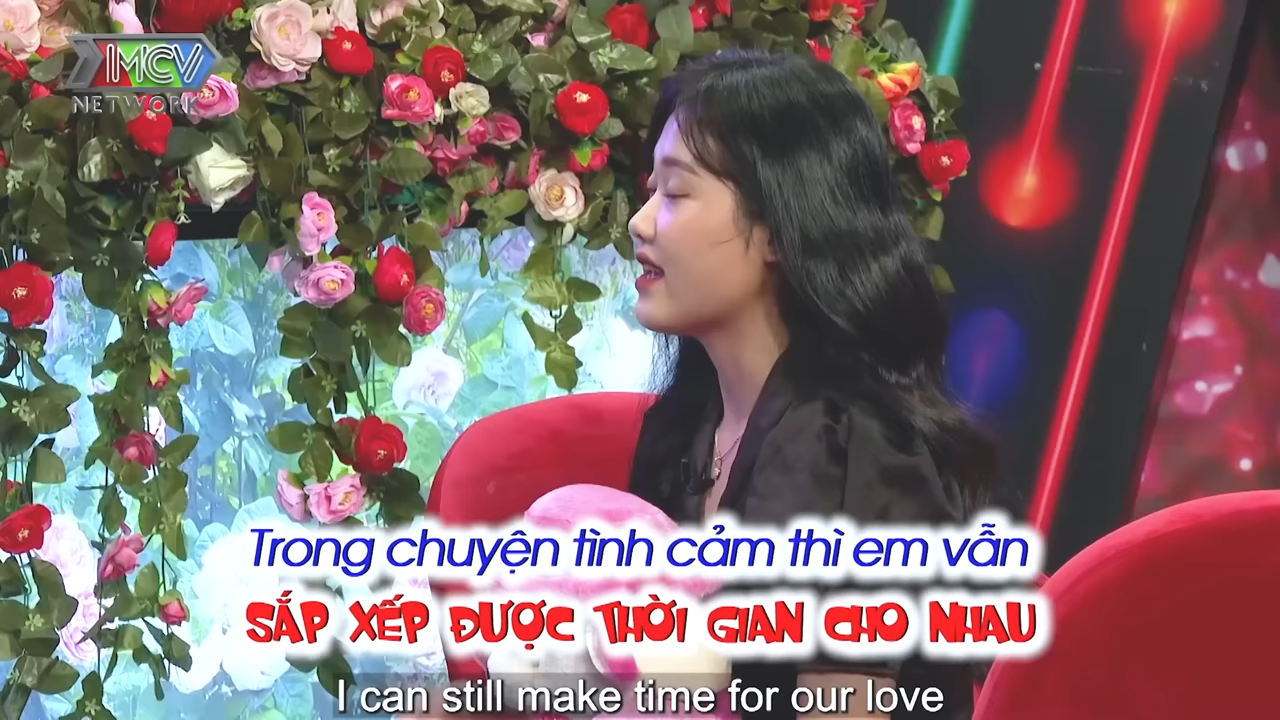 MCV
NETWORK
Trong chuyện tình cảm thì em vẫn
SẮP XẾP ĐƯỢC THỜI GIAN CHO NHAU
I can still make time for our love